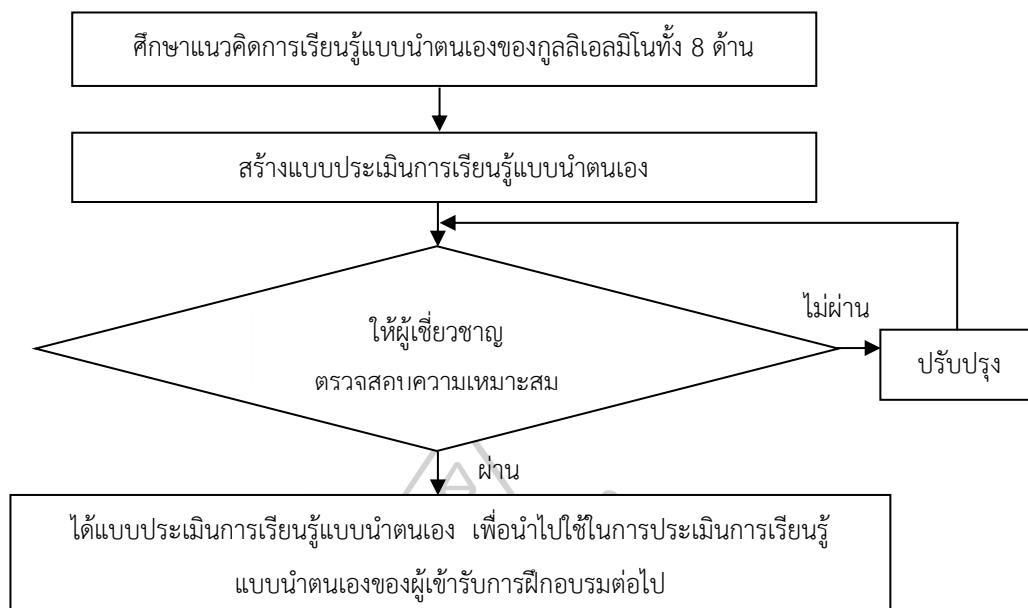 ศึกษาแนวคิดการเรียนรู้แบบนำตนเองของกูลลิเอลมิโนทั้ง 8 ด้าน
สร้างแบบประเมินการเรียนรู้แบบนำตนเอง
ให้ผู้เชี่ยวชาญ
ตรวจสอบความเหมาะสม
ไม่ผ่าน
ปรับปรุง
ผ่าน
ได้แบบประเมินการเรียนรู้แบบนำตนเอง เพื่อนำไปใช้ในการประเมินการเรียนรู้
แบบนำตนเองของผู้เข้ารับการฝึกอบรมต่อไป